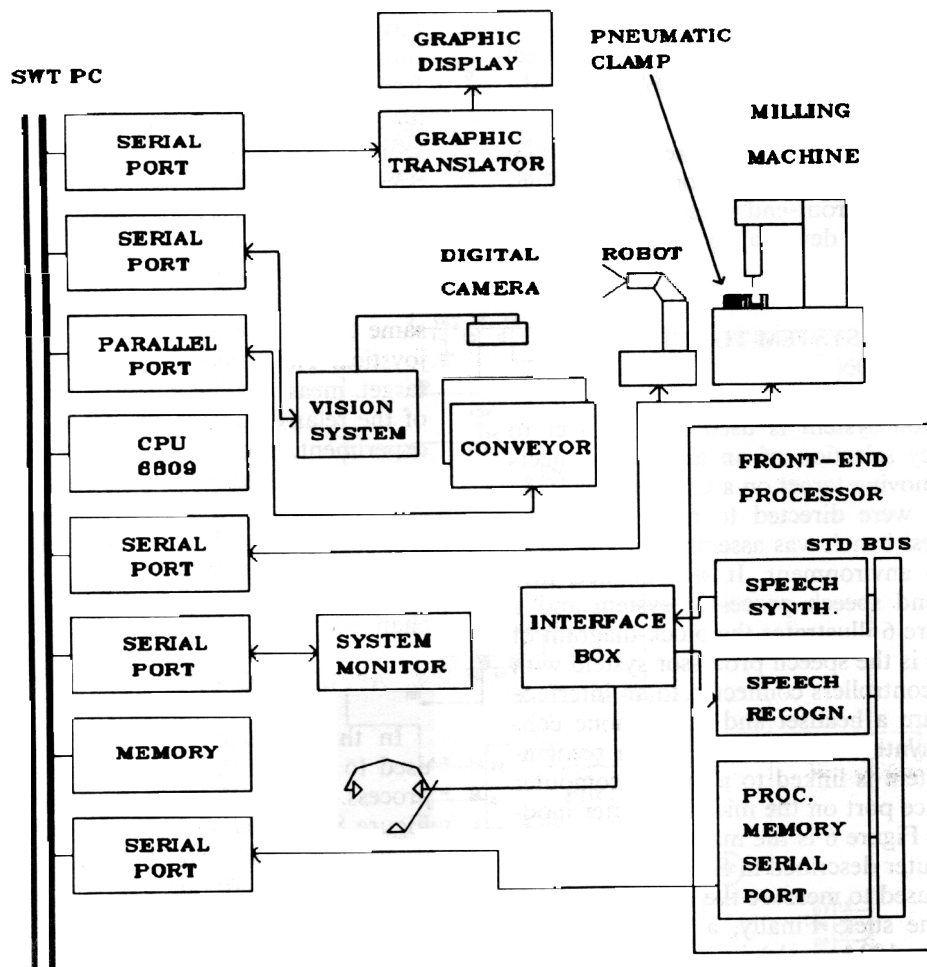 GRAPHIC
DISPLAY
PNEUMATIC
CLAMP
SWT PC
MILLING
MACHINE
SERIAL
PORT
GRAPHIC
TRANSLATOR
SERIAL
PORT
DIGITAL
CAMERA
ROBOT
PARALLEL
PORT
VISION
SYSTEM
CONVEYOR
CPU
6809
FRONT-END
PROCESSOR
SERIAL
PORT
STD BUS
SPEECH
SYNTH.
INTERFACE
BOX
SERIAL
PORT
SYSTEM
MONITOR
SPEECH
RECOGN.
MEMORY
PROC.
MEMORY
SERIAL
PORT
SERIAL
PORT